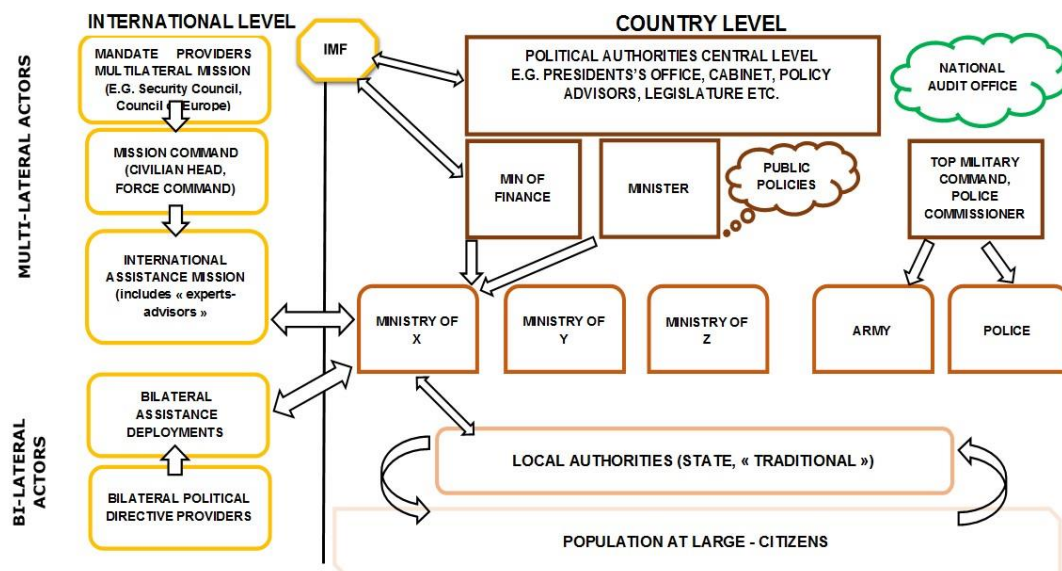 INTERNATIONAL LEVEL
COUNTRY LEVEL
MULTI-LATERAL ACTORS
BI-LATERAL
ACTORS
MANDATE PROVIDERS
MULTILATERAL MISSION
(E.G. Security Council,
Council Europe)
MISSION COMMAND
(CIVILIAN HEAD,
FORCE COMMAND)
INTERNATIONAL
ASSISTANCE MISSION
(includes « experts-
advisors »
BILATERAL
ASSISTANCE
DEPLOYMENTS
BILATERAL POLITICAL
DIRECTIVE PROVIDERS
IMF
POLITICAL AUTHORITIES CENTRAL LEVEL
E.G. PRESIDENTS'S OFFICE, CABINET, POLICY
ADVISORS, LEGISLATURE ETC.
NATIONAL
AUDIT OFFICE
MIN OF
FINANCE
MINISTER
PUBLIC
POLICIES
TOP MILITARY
COMMAND,
POLICE
COMMISSIONER
MINISTRY OF
X
MINISTRY OF
Y
MINISTRY OF
Z
ARMY
POLICE
LOCAL AUTHORITIES (STATE, « TRADITIONAL »)
POPULATION AT LARGE - CITIZENS